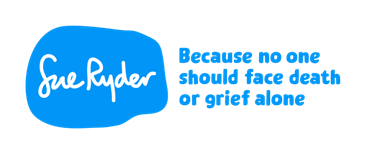 Sue Ryder
Because no one
should face death
or grief alone